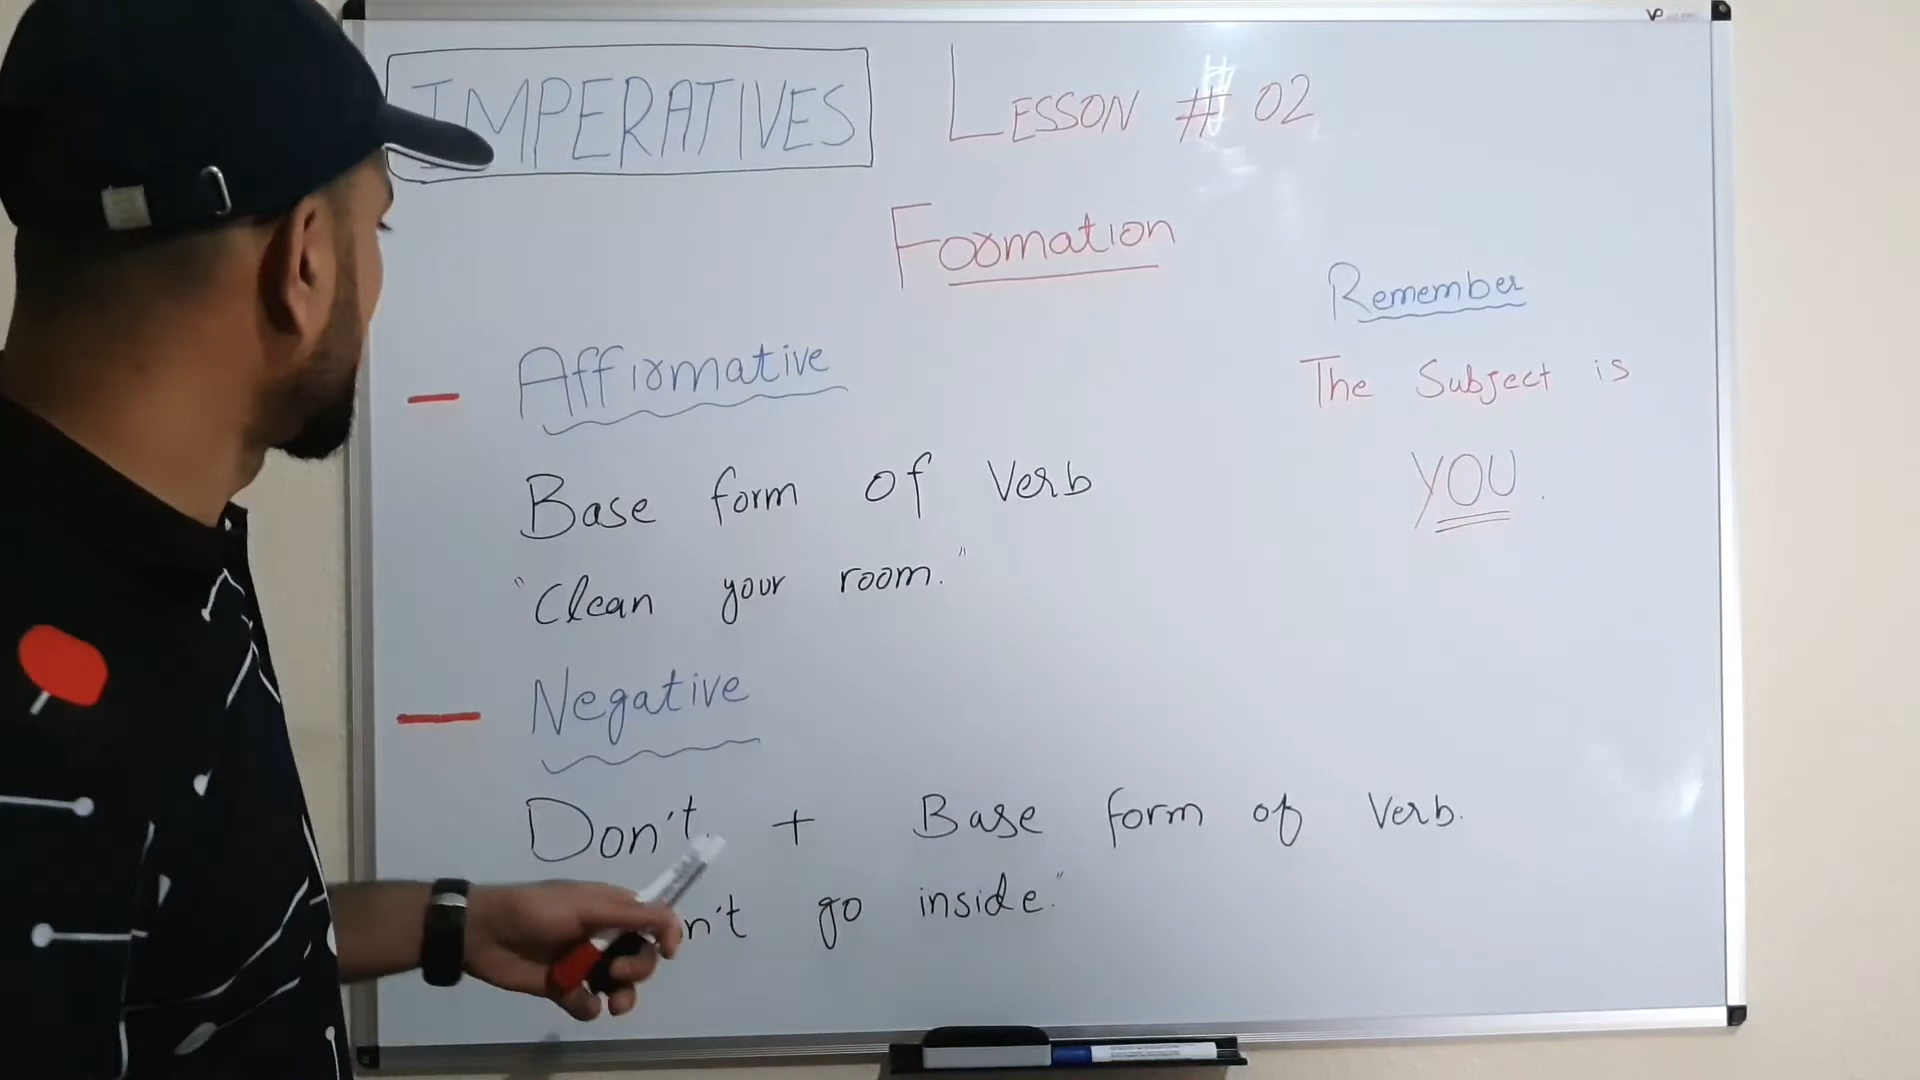 IMPERATIVES Lesson # 02
Formation
Remember
The Subject is
YOU.
Affirmative
Base form of Verb
"Clean your room."
Negative
Don't + Base form of Verb.
n't go inside."